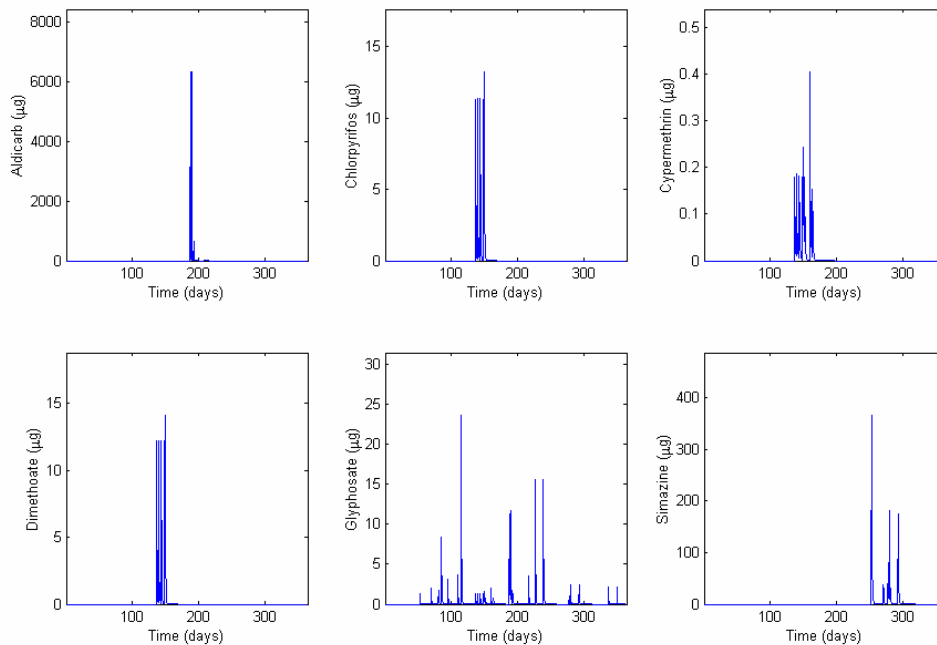 8000
6000
4000
2000
0
Aldicarb (μg)
100 200 300
Time (days)
15
10
5
0
Chlorpyrifos (μg)
100 200 300
Time (days)
0.5
0.4
0.3
0.2
0.1
0
Cypermethrin (μg)
100 200 300
Time (days)
15
10
5
0
Dimethoate (μg)
100 200 300
Time (days)
30
25
20
15
10
5
0
Glyphosate (μg)
100 200 300
Time (days)
400
300
200
100
0
Simazine (μg)
100 200 300
Time (days)